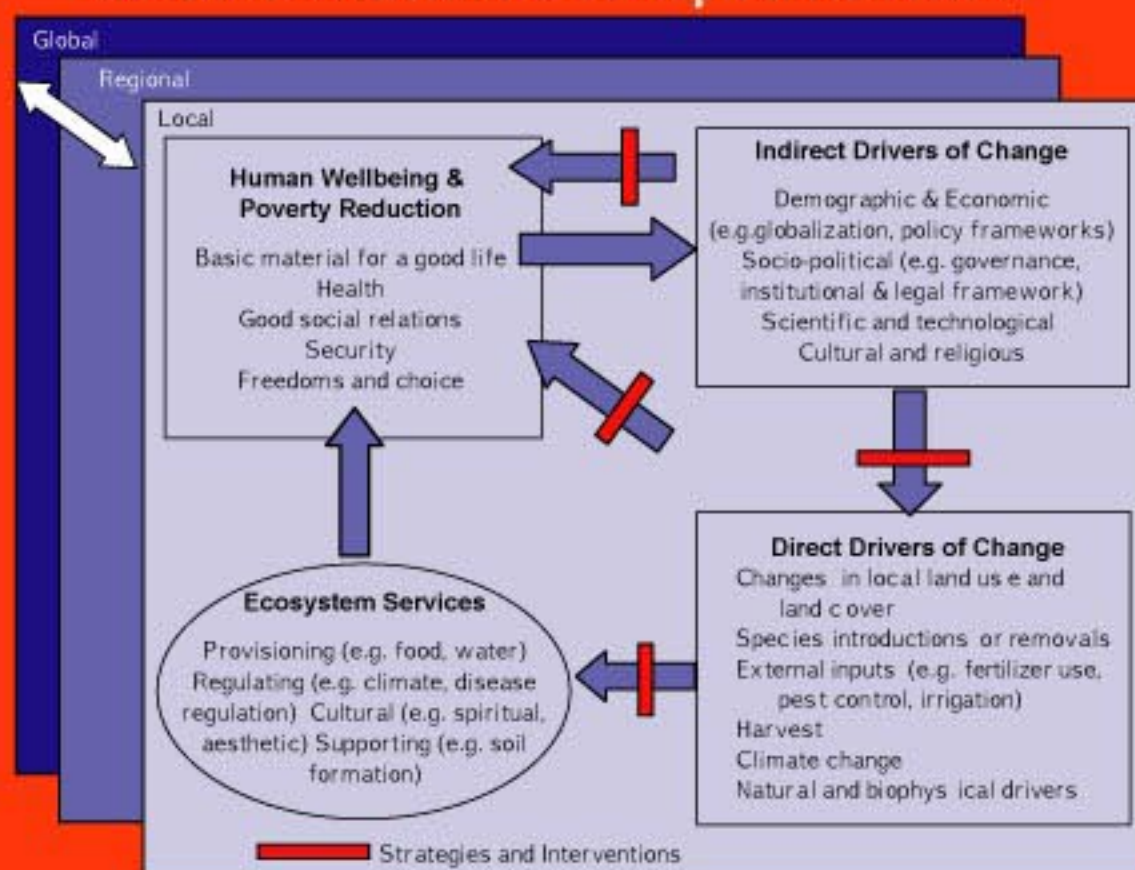 Global
Regional
Local
Human Wellbeing &
Poverty Reduction
Basic material for a good life
Health
Good social relations
Security
Freedoms and choice
Indirect Drivers of Change
Demographic & Economic
(e.g.globalization, policy frameworks)
Socio-political (e.g. governance,
institutional & legal framework)
Scientific and technological
Cultural and religious
Direct Drivers of Change
Changes in local land us e and
land c over
Species introductions or removals
External inputs (e.g. fertilizer use,
pest control, irrigation)
Harvest
Climate change
Natural and biophys ical drivers
Ecosystem Services
Provisioning (e.g. food, water)
Regulating (e.g. climate, disease
regulation) Cultural (e.g. spiritual,
aesthetic) Supporting (e.g. soil
formation)
Strategies and Interventions